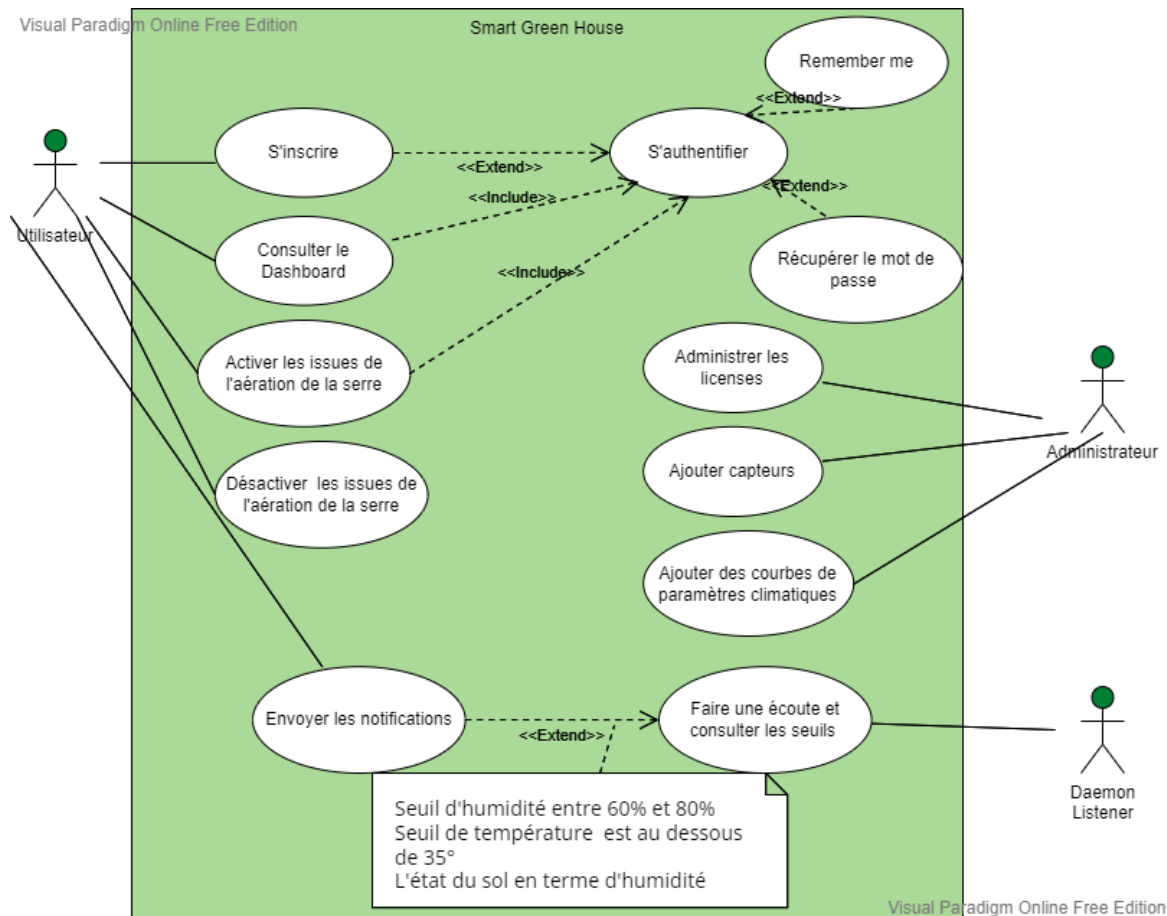 Visual Paradigm Online Free Edition
Smart Green House
Remember me
<<Extend>>
S'inscrire
S'authentifier
<<Extend>>
<<Extend>>
<<Include>>
Utilisateur
Consulter le
Dashboard
Récupérer le mot de
passe
<<Include>>
Activer les issues de
l'aération de la serre
Administrer les
licenses
Administrateur
Ajouter capteurs
Désactiver  les issues de
l'aération de la serre
Ajouter des courbes de
paramètres climatiques
Envoyer les notifications
<<Extend>>
Faire une écoute et
consulter les seuils
Daemon
Listener
Seuil d'humidité entre 60% et 80%
Seuil de température  est au dessous
de 35°
L'état du sol en terme d'humidité
Visual Paradigm Online Free Edition